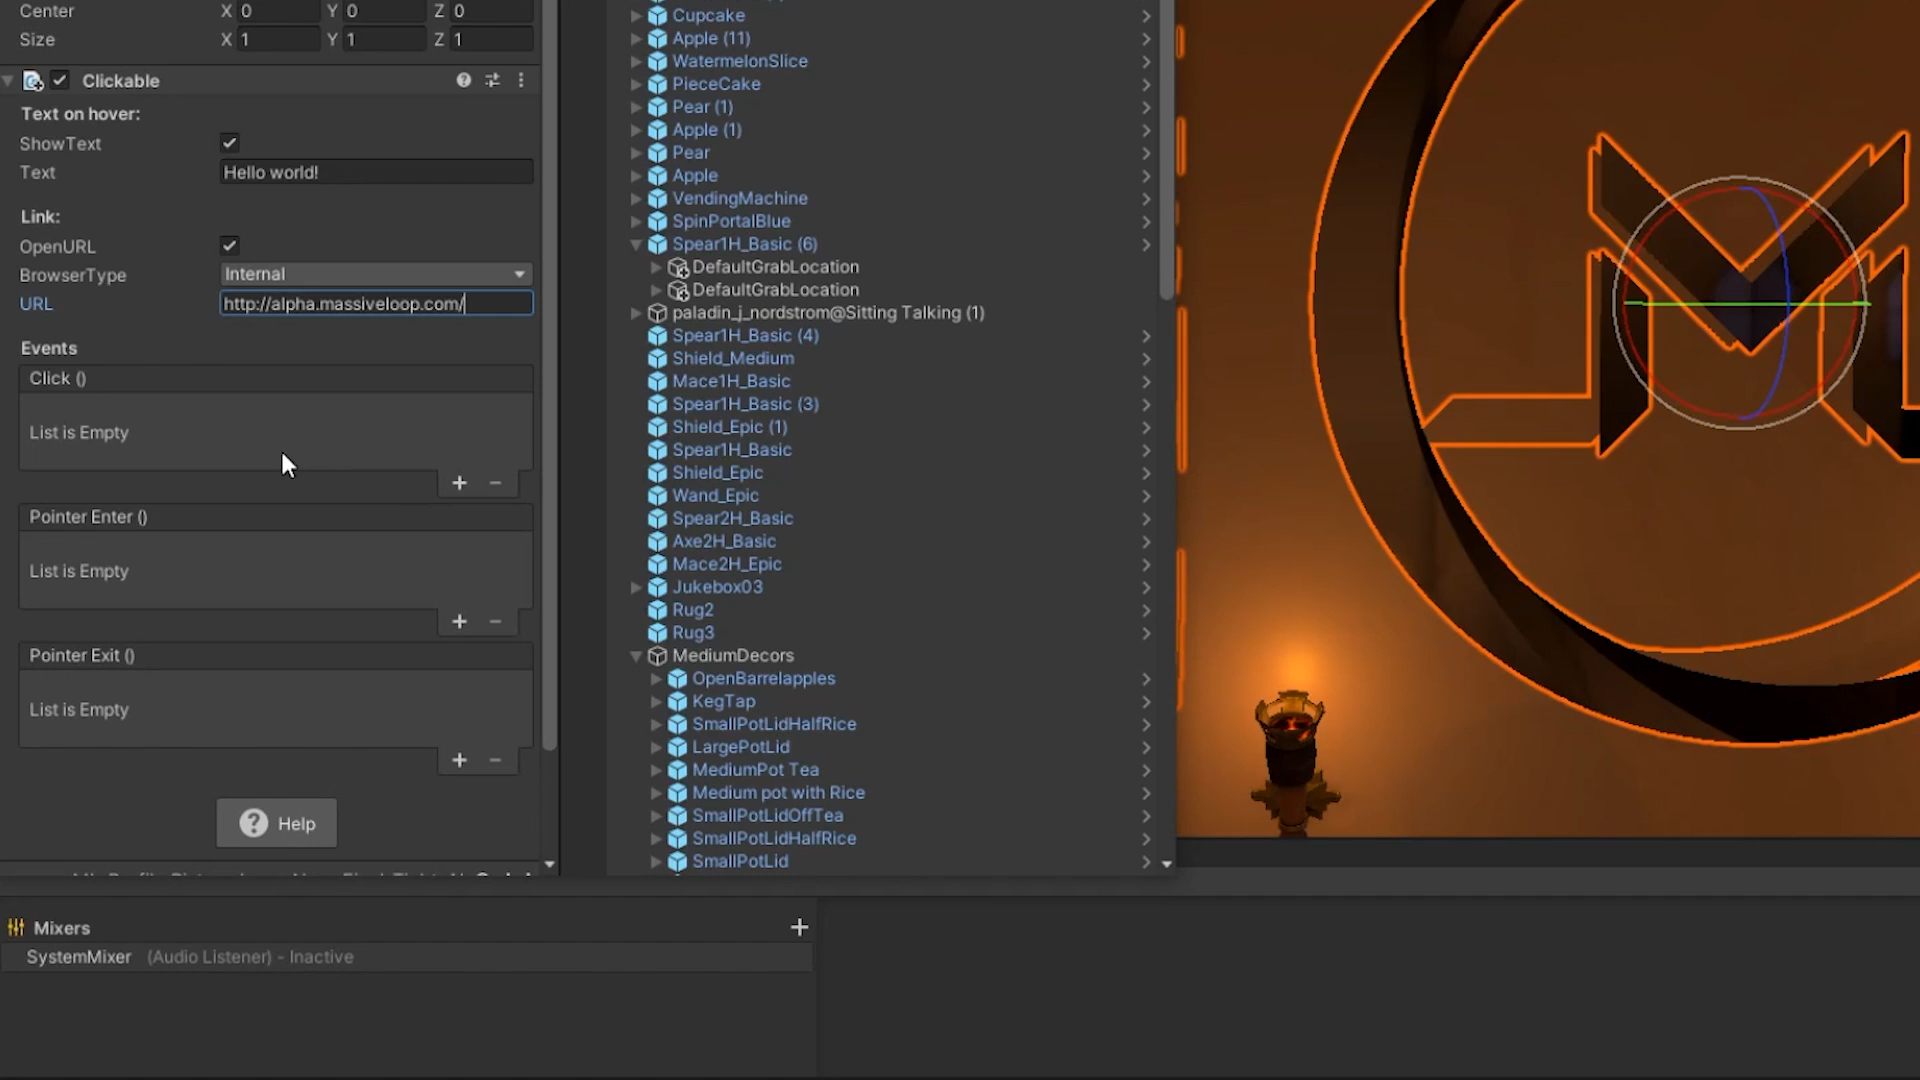 Center X 0 Y 0 Z 0
Size X 1 Y 1 Z 1
Clickable
Text on hover:
ShowText
Text Hello world!
Link:
OpenURL
BrowserType Internal
URL http://alpha.massiveloop.com/
Events
Click ()
List is Empty
+ −
Pointer Enter ()
List is Empty
+ −
Pointer Exit ()
List is Empty
+ −
? Help
Cupcake
Apple (11)
WatermelonSlice
PieceCake
Pear (1)
Apple (1)
Pear
Apple
VendingMachine
SpinPortalBlue
Spear1H_Basic (6)
DefaultGrabLocation
DefaultGrabLocation
paladin_j_nordstrom@Sitting Talking (1)
Spear1H_Basic (4)
Shield_Medium
Mace1H_Basic
Spear1H_Basic (3)
Shield_Epic (1)
Spear1H_Basic
Shield_Epic
Wand_Epic
Spear2H_Basic
Axe2H_Basic
Mace2H_Epic
Jukebox03
Rug2
Rug3
MediumDecors
OpenBarrelapples
KegTap
SmallPotLidHalfRice
LargePotLid
MediumPot Tea
Medium pot with Rice
SmallPotLidOffTea
SmallPotLidHalfRice
SmallPotLid
Mixers +
SystemMixer (Audio Listener) - Inactive